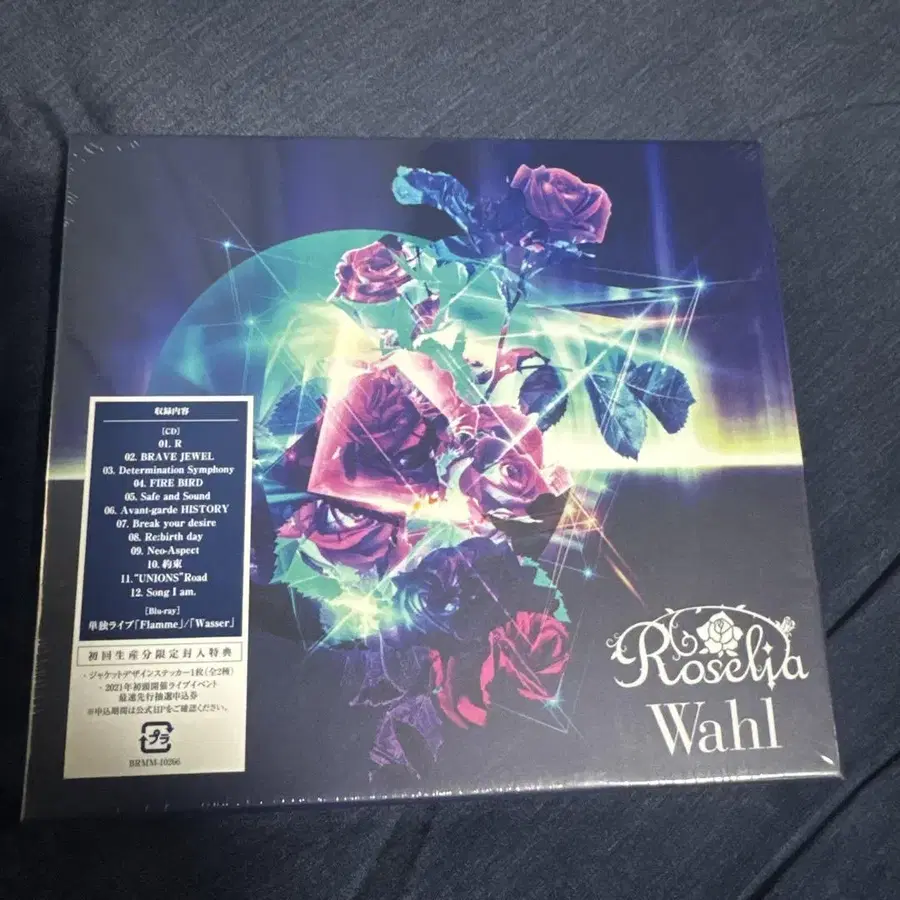 収録内容
[CD]
01. R
02. BRAVE JEWEL
03. Determination Symphony
04. FIRE BIRD
05. Safe and Sound
06. Avant-garde HISTORY
07. Break your desire
08. Re:birth day
09. Neo-Aspect
10. 約束
11. "UNIONS" Road
12. Song I am.
[Blu-ray]
単独ライブ「Flamme」/「Wasser」
初回生産分限定封入特典
・ジャケットデザインステッカー1枚(全2種)
・2021年初頭開催ライブイベント
最速先行抽選申込券
※申込期間は公式HPをご確認ください。
プラ
BRMM-10266
Roselia
Wahl